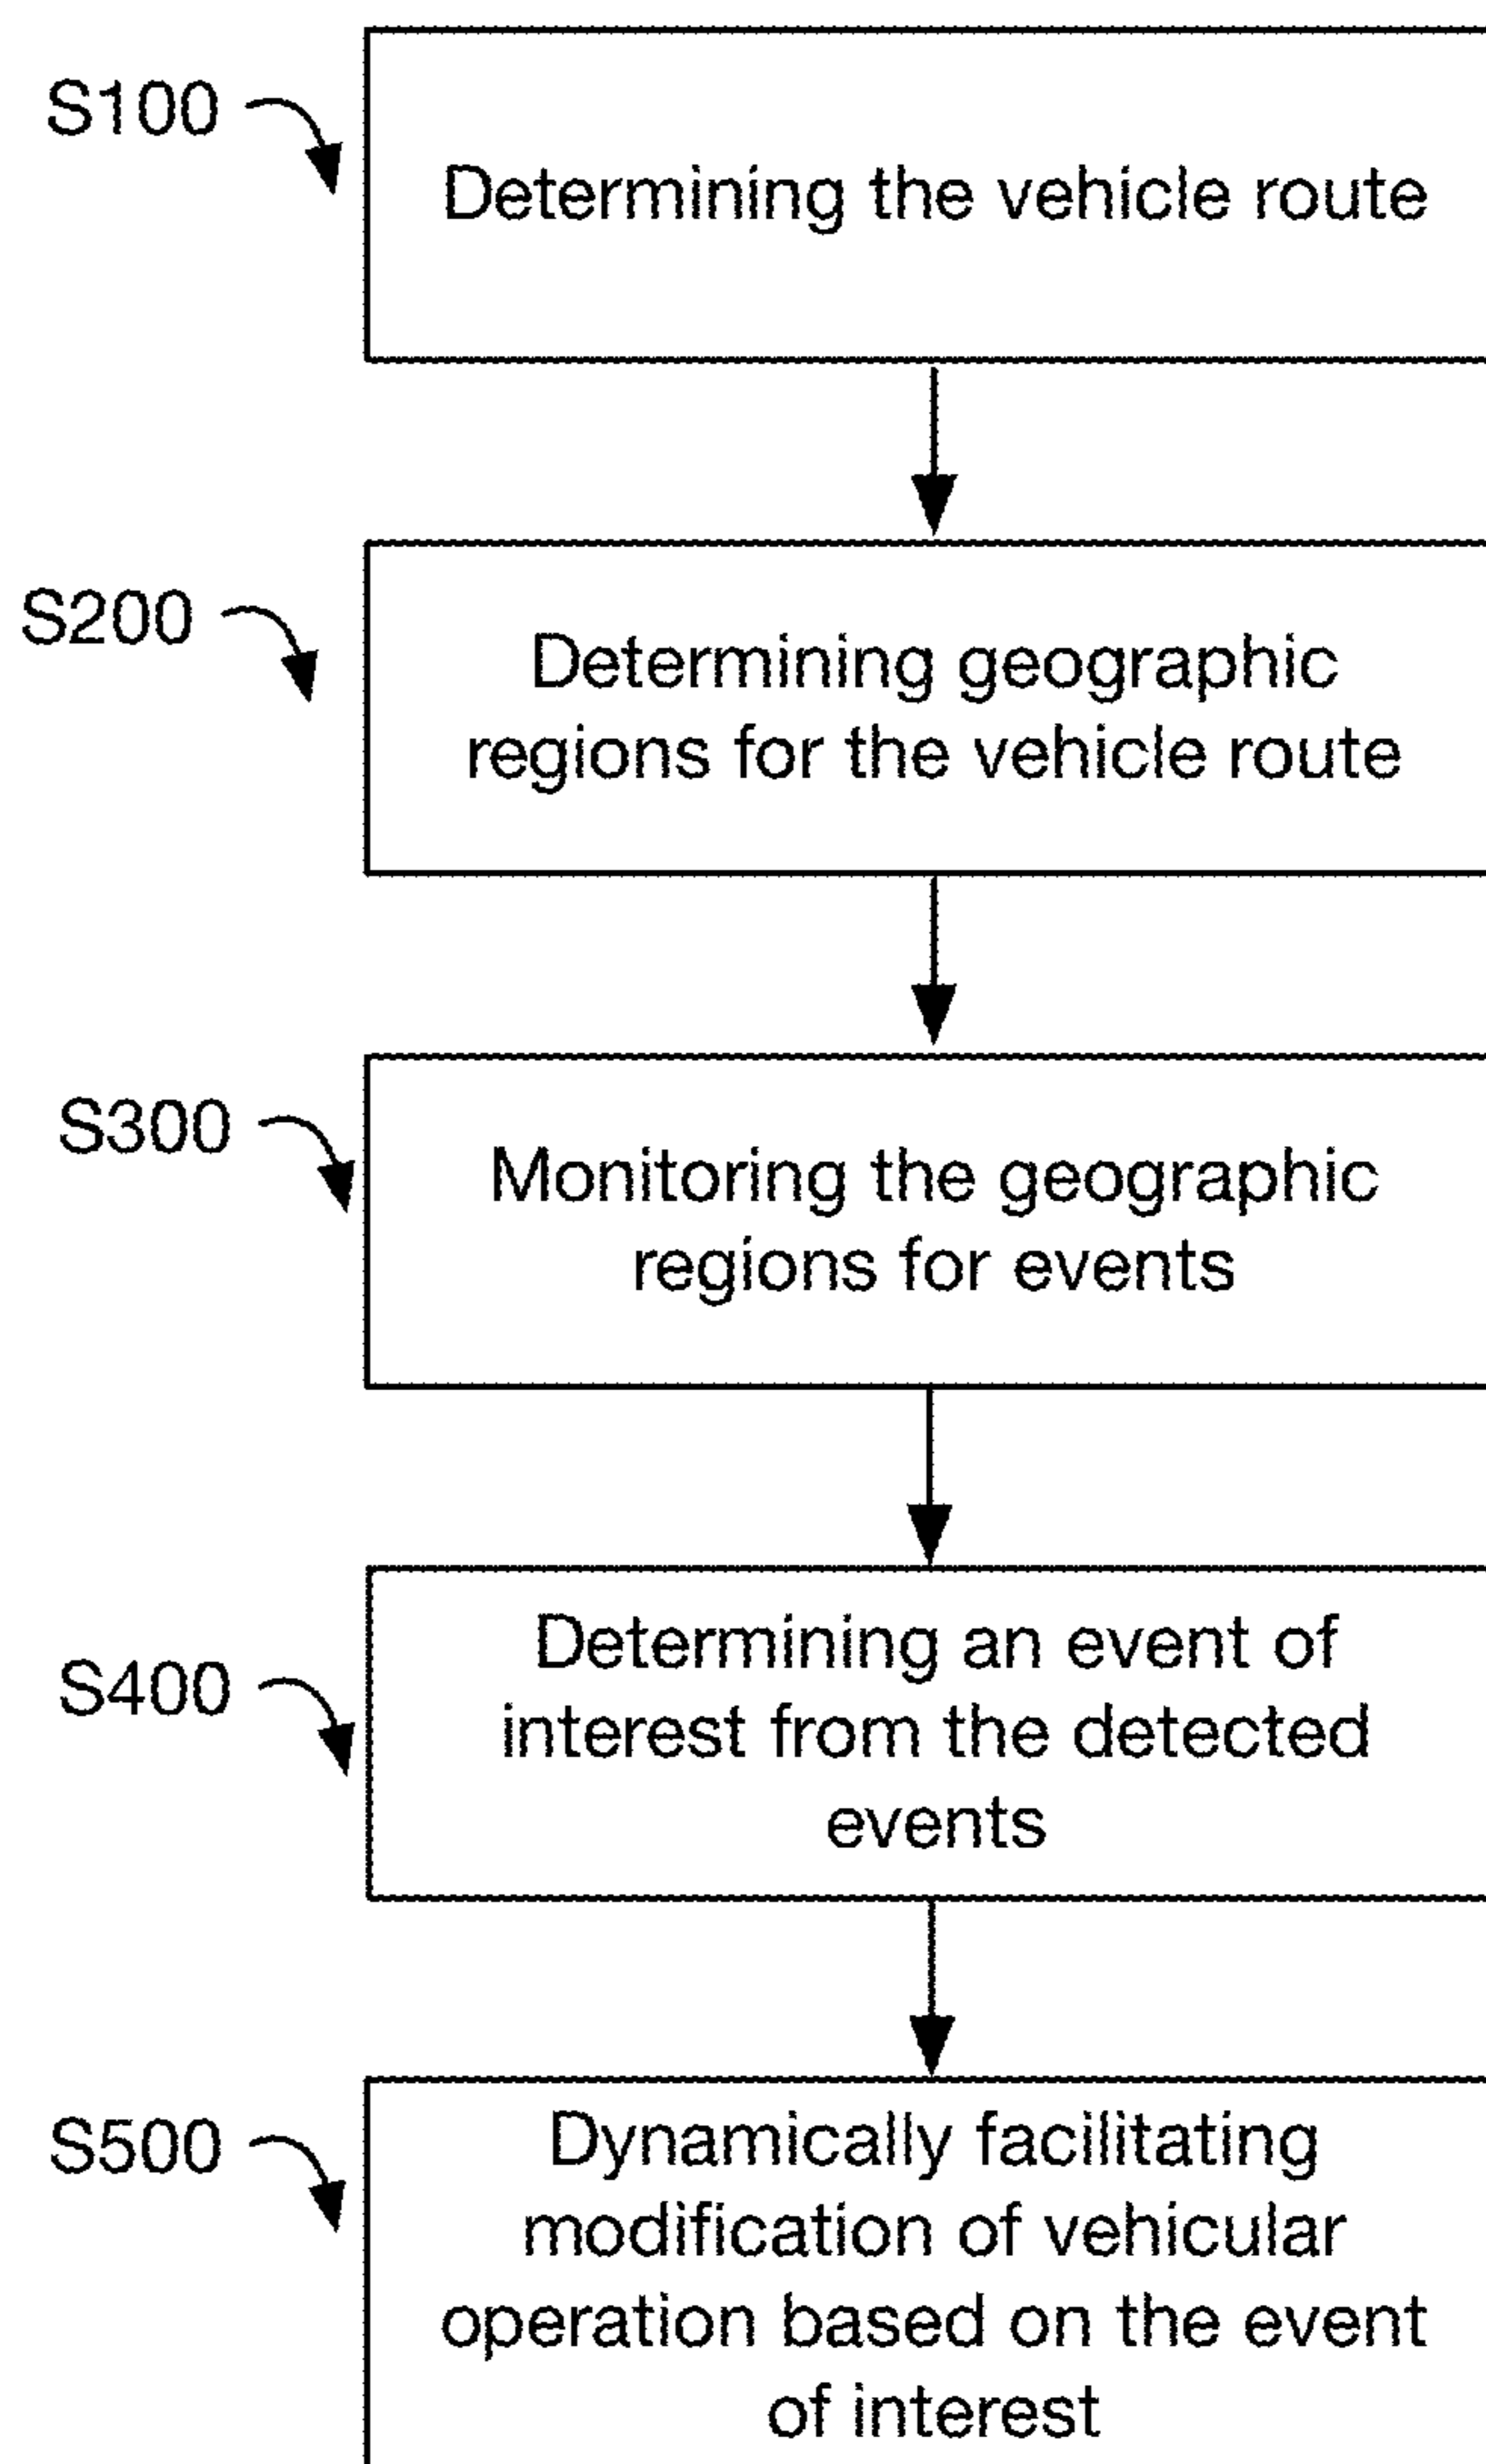 S100
Determining the vehicle route
S200
Determining geographic
regions for the vehicle route
S300
Monitoring the geographic
regions for events
S400
Determining an event of
interest from the detected
events
S500
Dynamically facilitating
modification of vehicular
operation based on the event
of interest